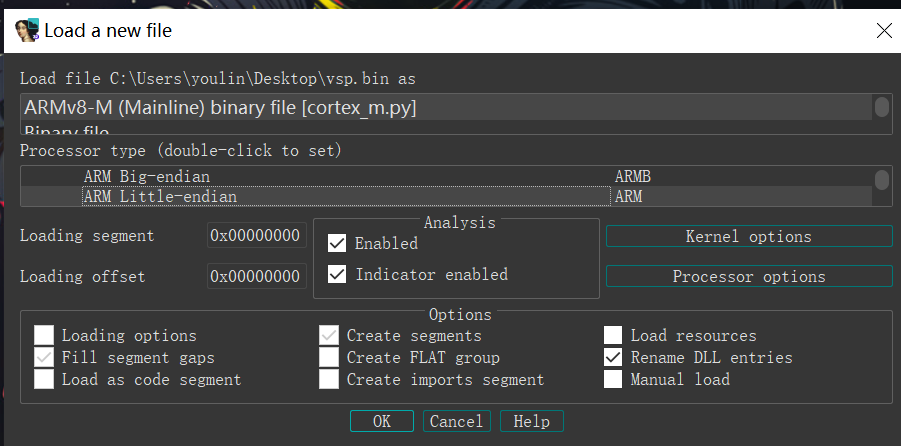 Load a new file
Load file C:\Users\youlin\Desktop\vsp.bin as
ARMv8-M (Mainline) binary file [cortex_m.py]
Binary file
Processor type (double-click to set)
ARM Big-endian ARMB
ARM Little-endian ARM
Loading segment 0x00000000
Loading offset 0x00000000
Analysis
Enabled
Indicator enabled
Kernel options
Processor options
Options
Loading options
Fill segment gaps
Load as code segment
Create segments
Create FLAT group
Create imports segment
Load resources
Rename DLL entries
Manual load
OK Cancel Help